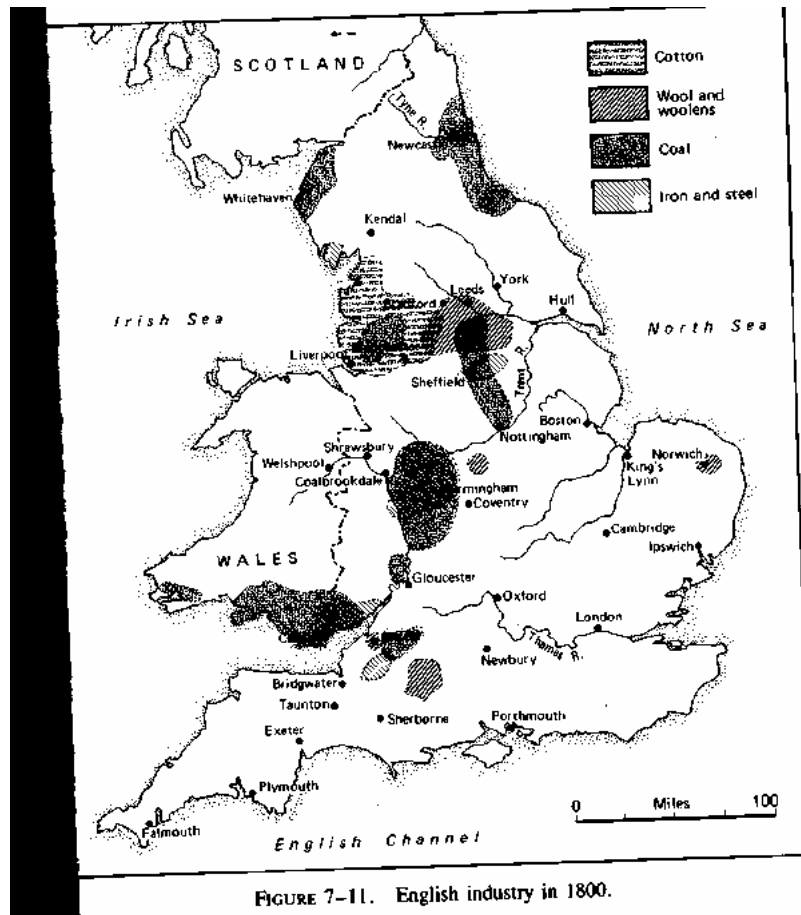 SCOTLAND
Cotton
Wool and
woolens
Coal
Iron and steel
Tyne R.
Whitehaven
Kendal
York
Leeds
Hull
Irish Sea
North Sea
Liverpool
Sheffield
Trent R.
Boston
Nottingham
Shrewsbury
Welshpool
Coalbrookdale
Norwich
King's
Lynn
Coventry
Cambridge
Ipswich
WALES
Gloucester
Oxford
London
Thames R.
Newbury
Bridgwater
Taunton
Sherborne
Porthmouth
Exeter
Plymouth
Falmouth
0 Miles 100
English Channel
FIGURE 7–11. English industry in 1800.